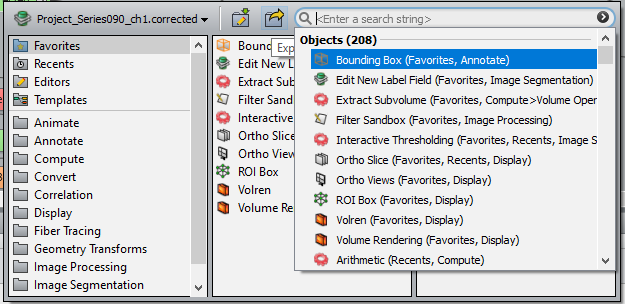 Project_Series090_ch1.corrected
<Enter a search string>
Favorites
Recents
Editors
Templates
Animate
Annotate
Compute
Convert
Correlation
Display
Fiber Tracing
Geometry Transforms
Image Processing
Image Segmentation
Bounding
Exp
Edit New L
Extract Subv
Filter Sandb
Interactive
Ortho Slice
Ortho Views
ROI Box
Volren
Volume Re
Objects (208)
Bounding Box (Favorites, Annotate)
Edit New Label Field (Favorites, Image Segmentation)
Extract Subvolume (Favorites, Compute>Volume Oper
Filter Sandbox (Favorites, Image Processing)
Interactive Thresholding (Favorites, Recents, Image S
Ortho Slice (Favorites, Recents, Display)
Ortho Views (Favorites, Display)
ROI Box (Favorites, Display)
Volren (Favorites, Display)
Volume Rendering (Favorites, Display)
Arithmetic (Recents, Compute)